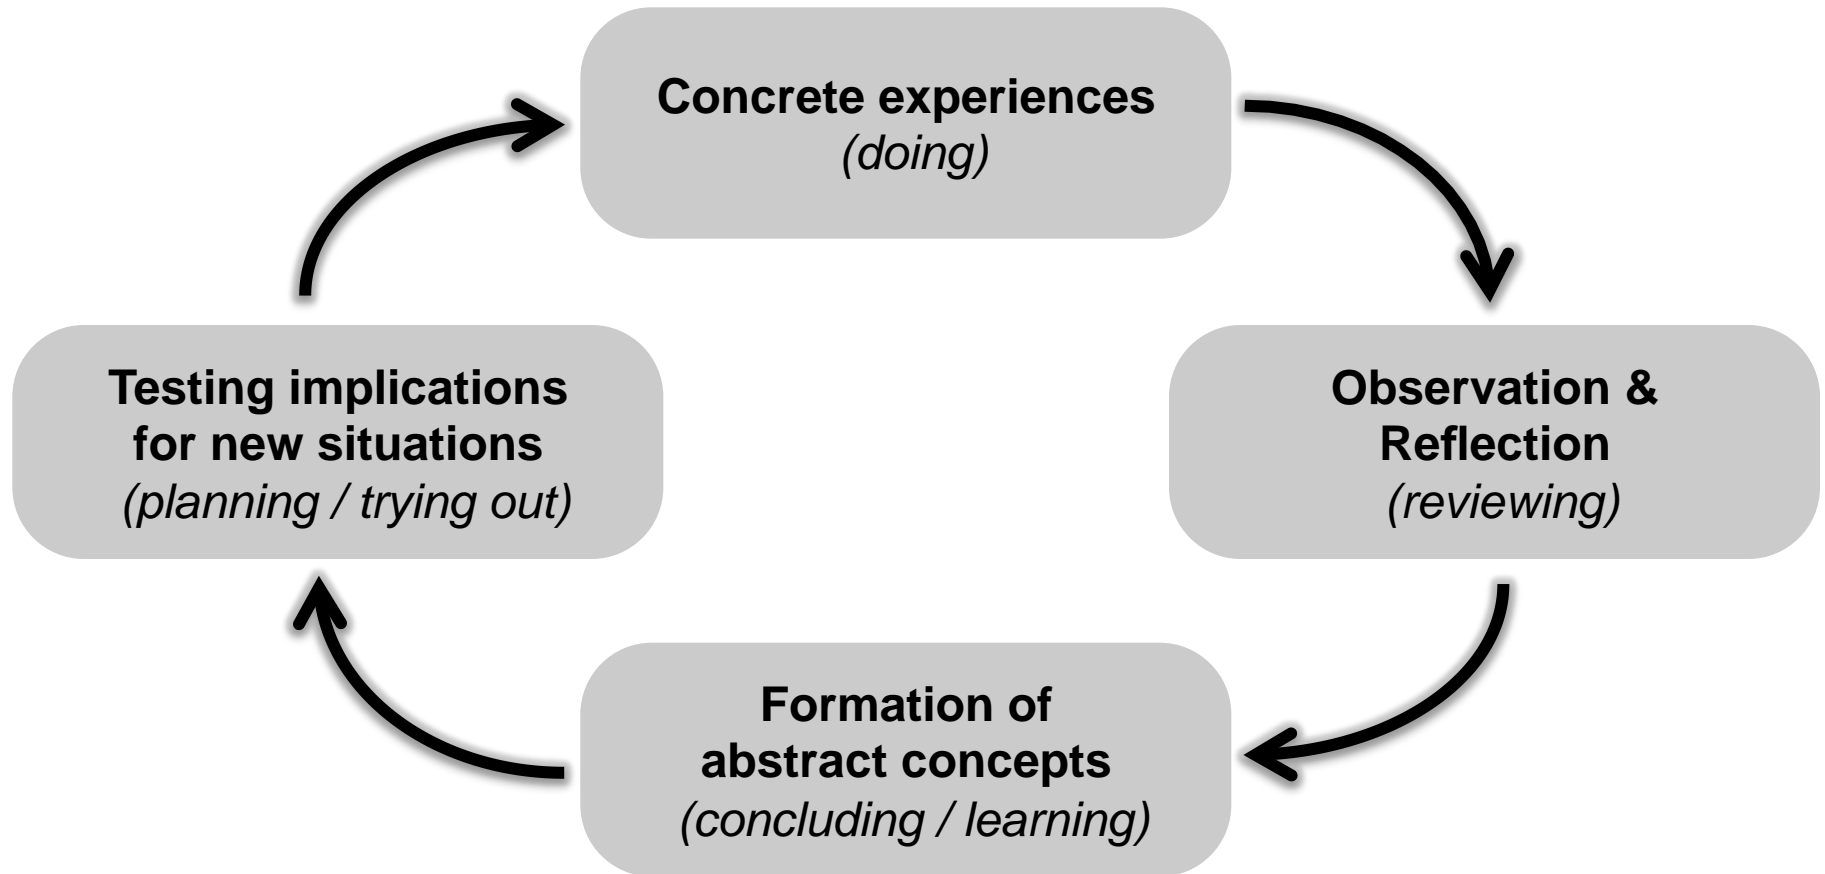 Concrete experiences
(doing)
Testing implications
for new situations
(planning / trying out)
Observation &
Reflection
(reviewing)
Formation of
abstract concepts
(concluding / learning)